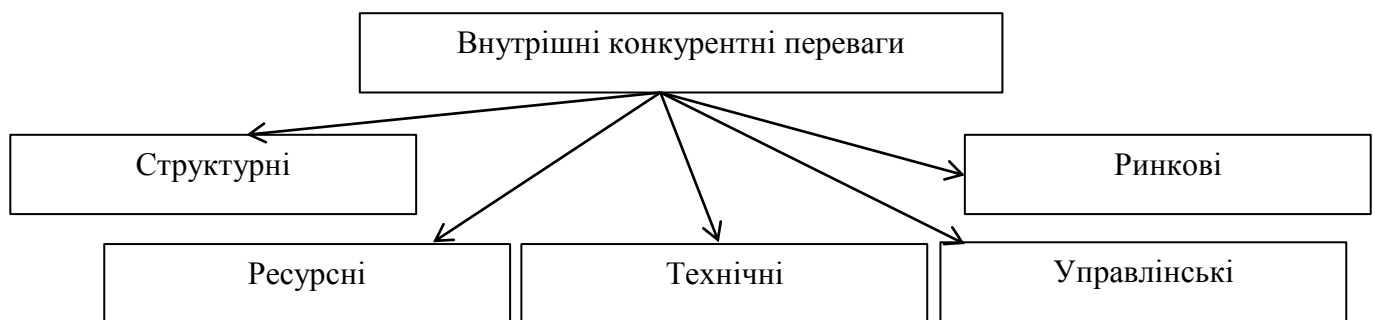 Внутрішні конкурентні переваги
Структурні
Ринкові
Ресурсні
Технічні
Управлінські